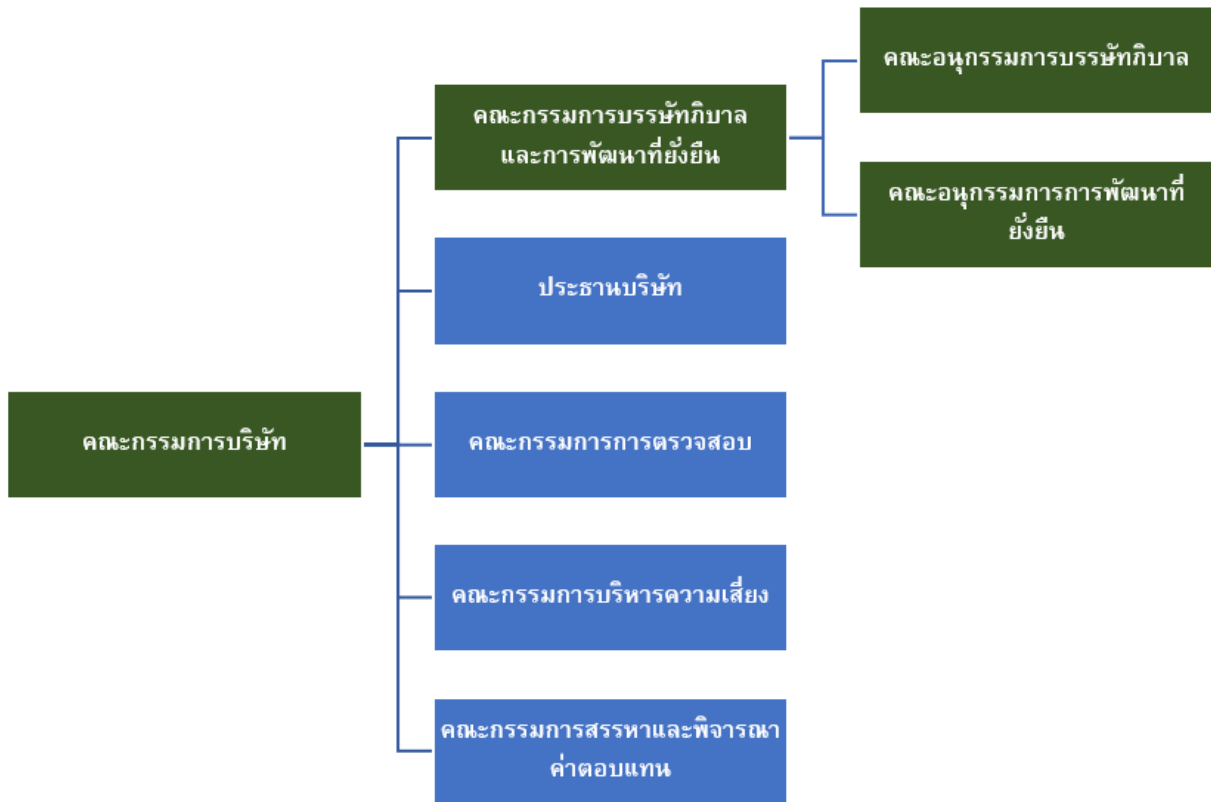 คณะอนุกรรมการบรรษัทภิบาล
คณะกรรมการบรรษัทภิบาล
และการพัฒนาที่ยั่งยืน
คณะอนุกรรมการการพัฒนาที่
ยั่งยืน
ประธานบริษัท
คณะกรรมการบริษัท
คณะกรรมการการตรวจสอบ
คณะกรรมการบริหารความเสี่ยง
คณะกรรมการสรรหาและพิจารณา
ค่าตอบแทน